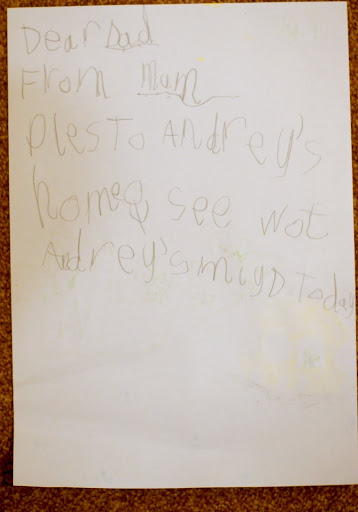 Dear Dad
From Mum
Ples To Andrey's
home& see wot
Andrey's miyD Today